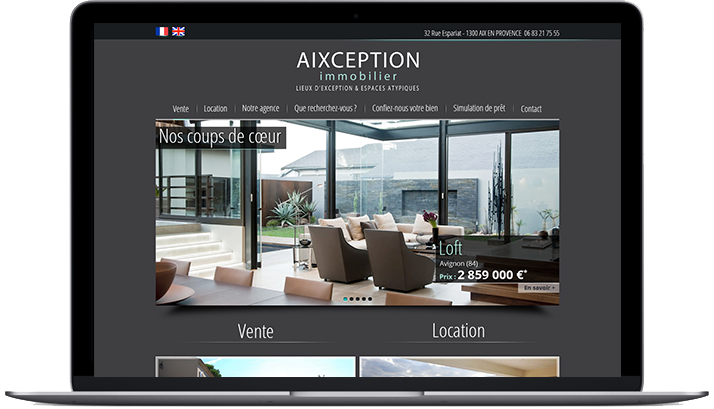 32 Rue Espariat - 1300 AIX EN PROVENCE 06 83 21 75 55
AIXCEPTION
immobilier
LIEUX D'EXCEPTION & ESPACES ATYPIQUES
Vente | Location | Notre agence | Que recherchez-vous ? | Confiez-nous votre bien | Simulation de prêt | Contact
Nos coups de cœur
Loft
Avignon (84)
Prix : 2 859 000 €*
En savoir +
Vente
Location